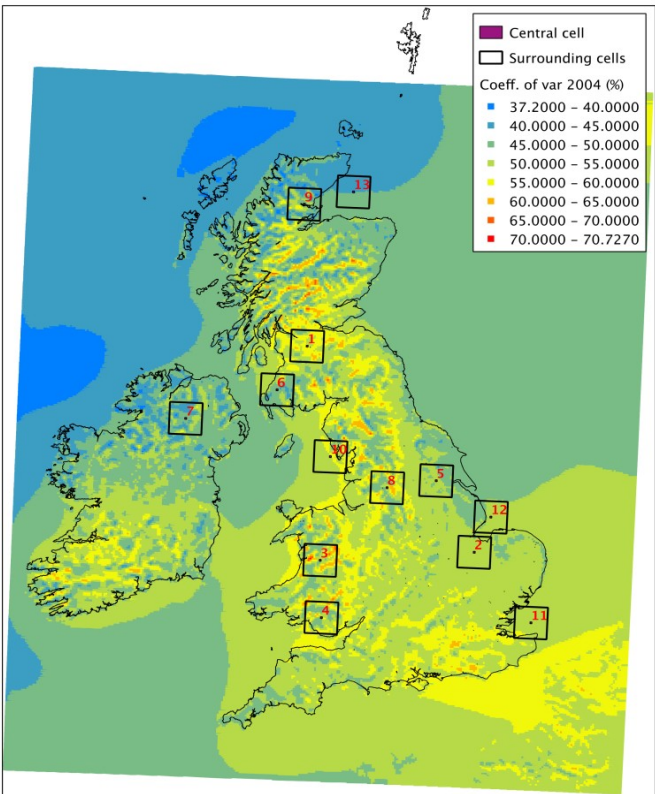 Central cell
Surrounding cells
Coeff. of var 2004 (%)
37.2000 – 40.0000
40.0000 – 45.0000
45.0000 – 50.0000
50.0000 – 55.0000
55.0000 – 60.0000
60.0000 – 65.0000
65.0000 – 70.0000
70.0000 – 70.7270
13
9
1
6
7
10
8
5
12
2
3
4
11